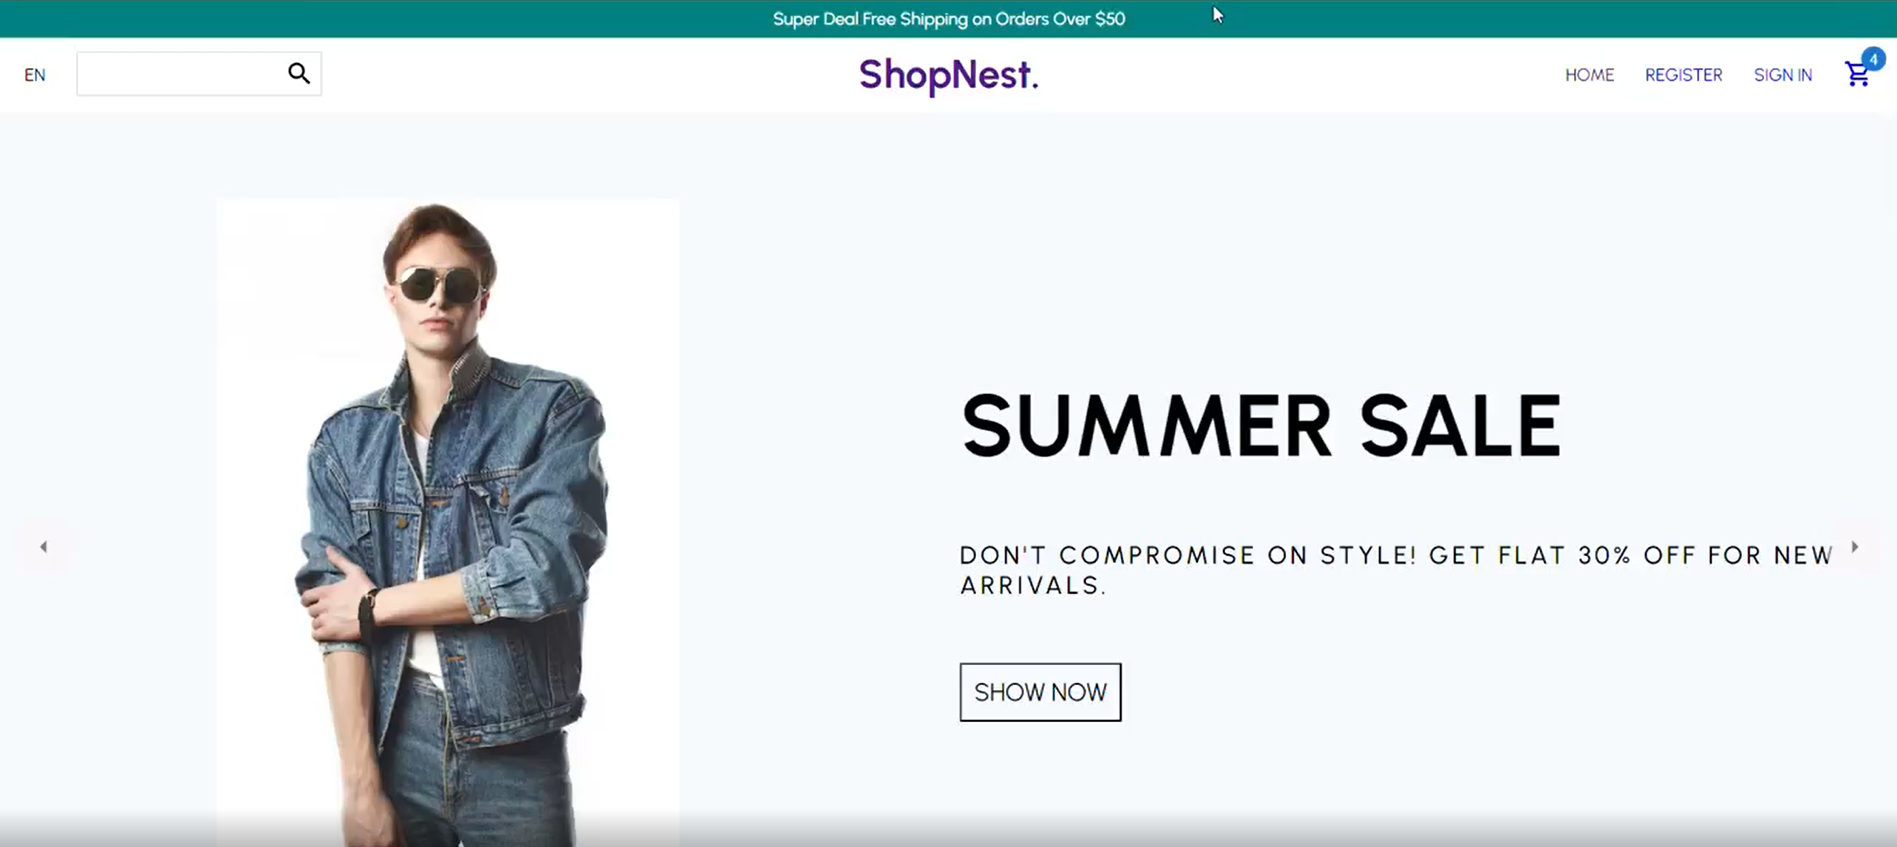 Super Deal Free Shipping on Orders Over $50
EN
ShopNest.
HOME
REGISTER
SIGN IN
4
SUMMER SALE
DON'T COMPROMISE ON STYLE! GET FLAT 30% OFF FOR NEW
ARRIVALS.
SHOW NOW